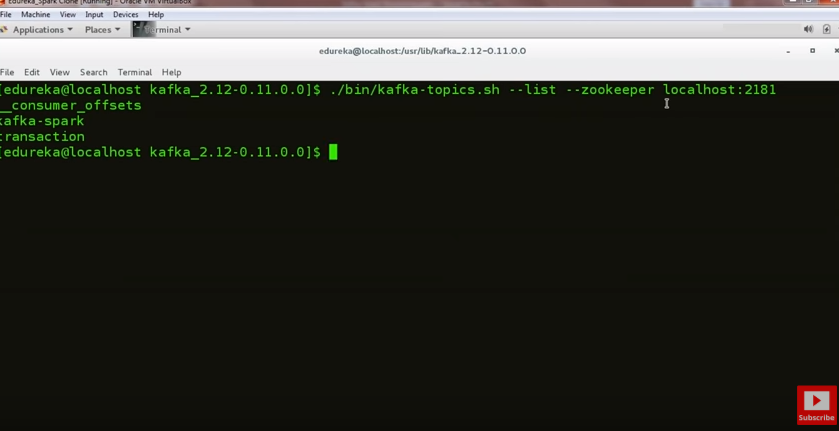 Edureka_Spark Clone [Running] - Oracle VM VirtualBox
File Machine View Input Devices Help
Applications Places Terminal
edureka@localhost:/usr/lib/kafka_2.12-0.11.0.0
File Edit View Search Terminal Help
[edureka@localhost kafka_2.12-0.11.0.0]$ ./bin/kafka-topics.sh --list --zookeeper localhost:2181
__consumer_offsets
kafka-spark
transaction
[edureka@localhost kafka_2.12-0.11.0.0]$
Subscribe